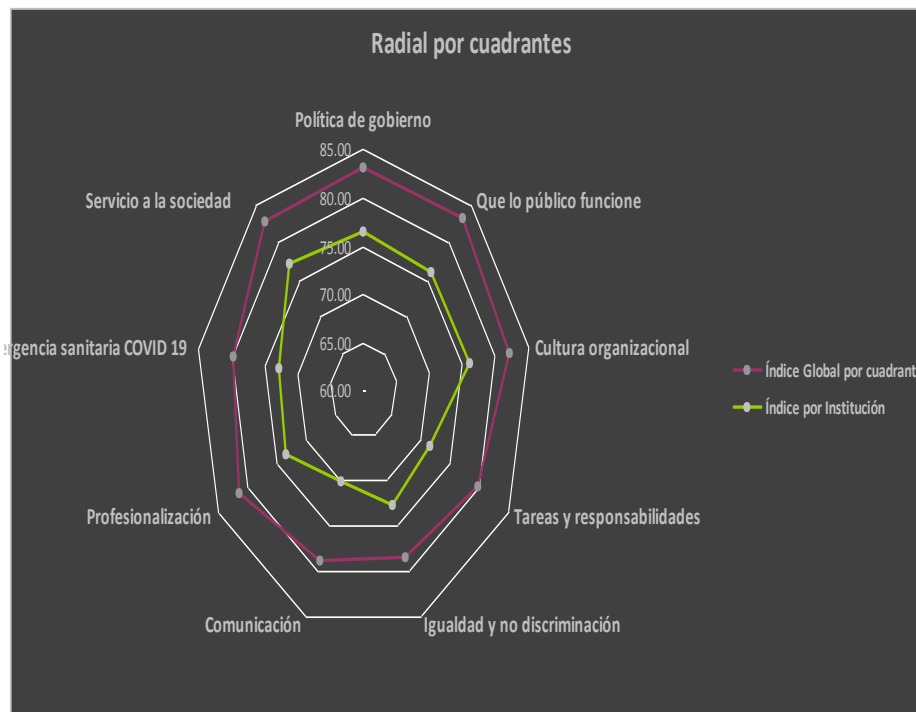 Radial por cuadrantes
Política de gobierno
85.00
Servicio a la sociedad
Que lo público funcione
80.00
75.00
70.00
ergencia sanitaria COVID 19
Cultura organizacional
65.00
Índice Global por cuadrant
60.00
Índice por Institución
Profesionalización
Tareas y responsabilidades
Comunicación
Igualdad y no discriminación